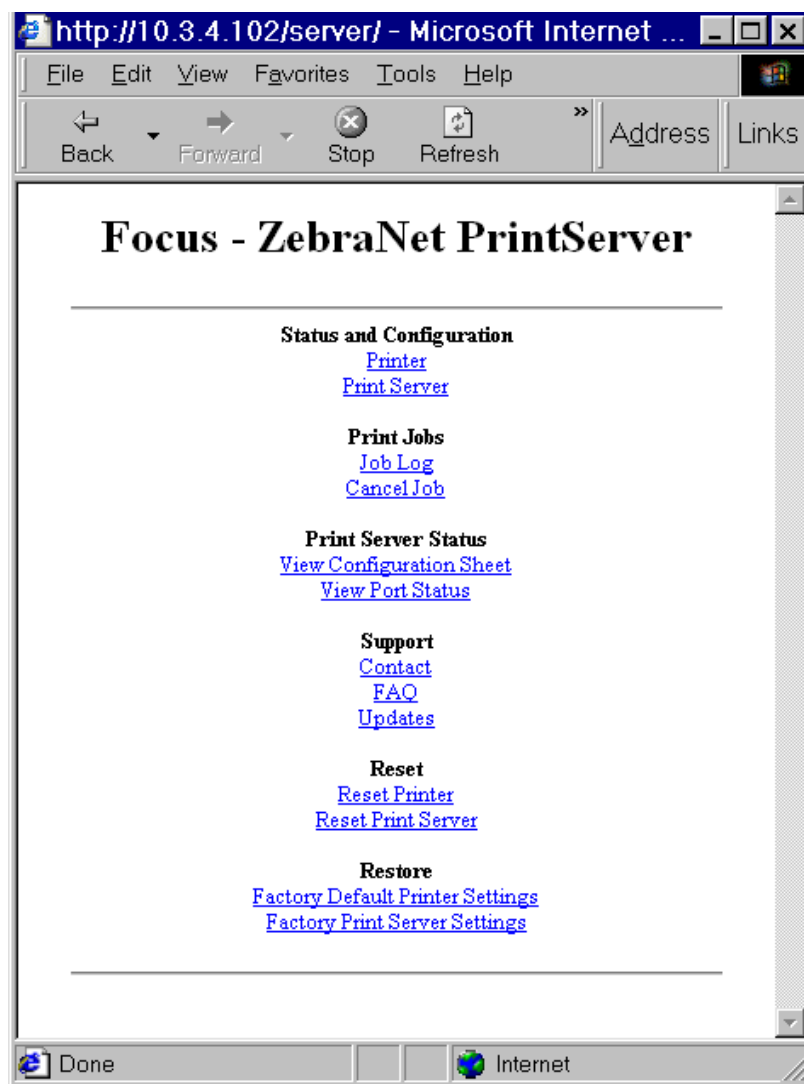 http://10.3.4.102/server/ - Microsoft Internet ...
File Edit View Favorites Tools Help
Back Forward Stop Refresh » Address Links
Focus - ZebraNet PrintServer
Status and Configuration
Printer
Print Server
Print Jobs
Job Log
Cancel Job
Print Server Status
View Configuration Sheet
View Port Status
Support
Contact
FAQ
Updates
Reset
Reset Printer
Reset Print Server
Restore
Factory Default Printer Settings
Factory Print Server Settings
Done Internet